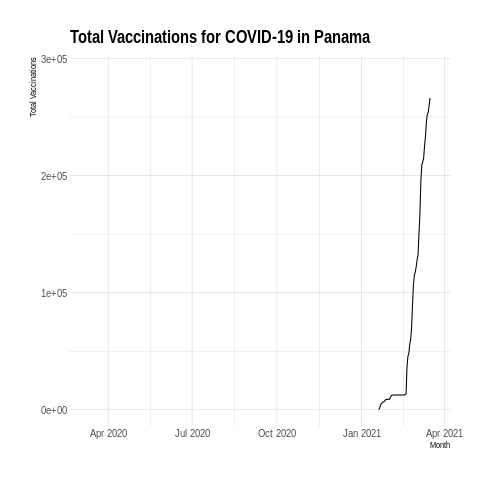 Total Vaccinations for COVID-19 in Panama
Total Vaccinations
3e+05
2e+05
1e+05
0e+00
Apr 2020
Jul 2020
Oct 2020
Jan 2021
Apr 2021
Month